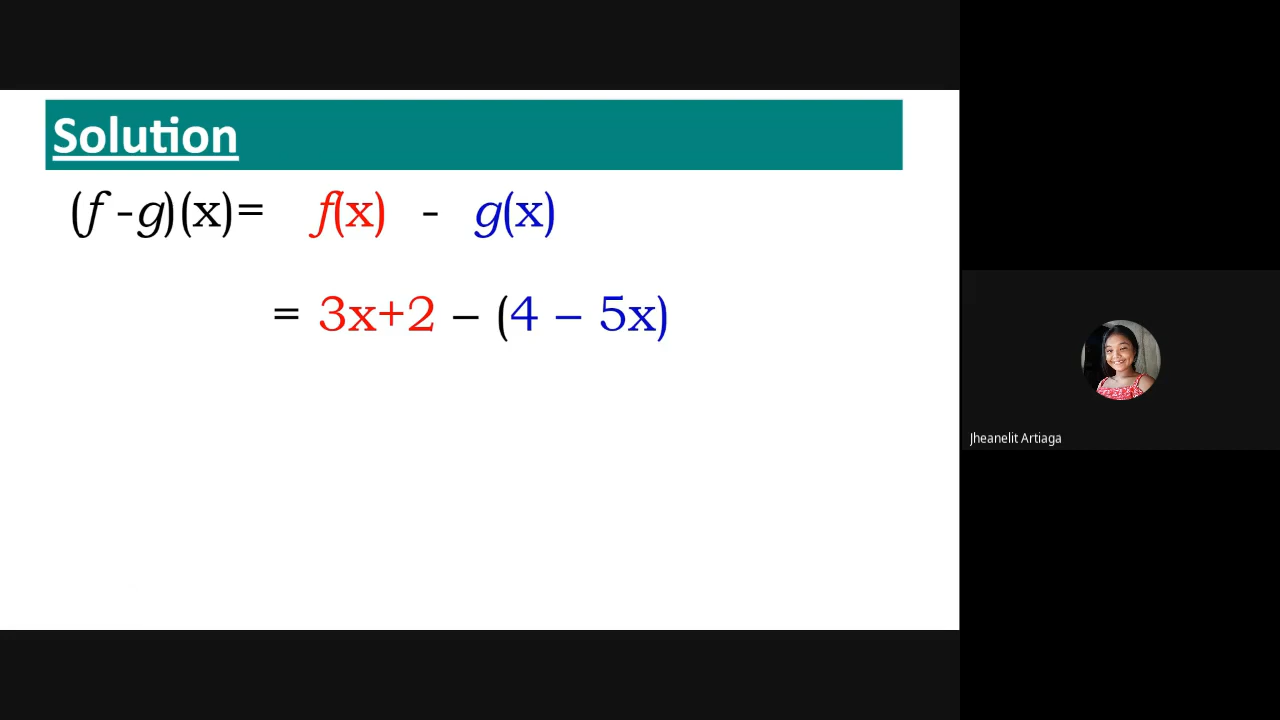 Solution
(f -g)(x)= f(x) - g(x)
= 3x+2 – (4 – 5x)
Jheanelit Artiaga